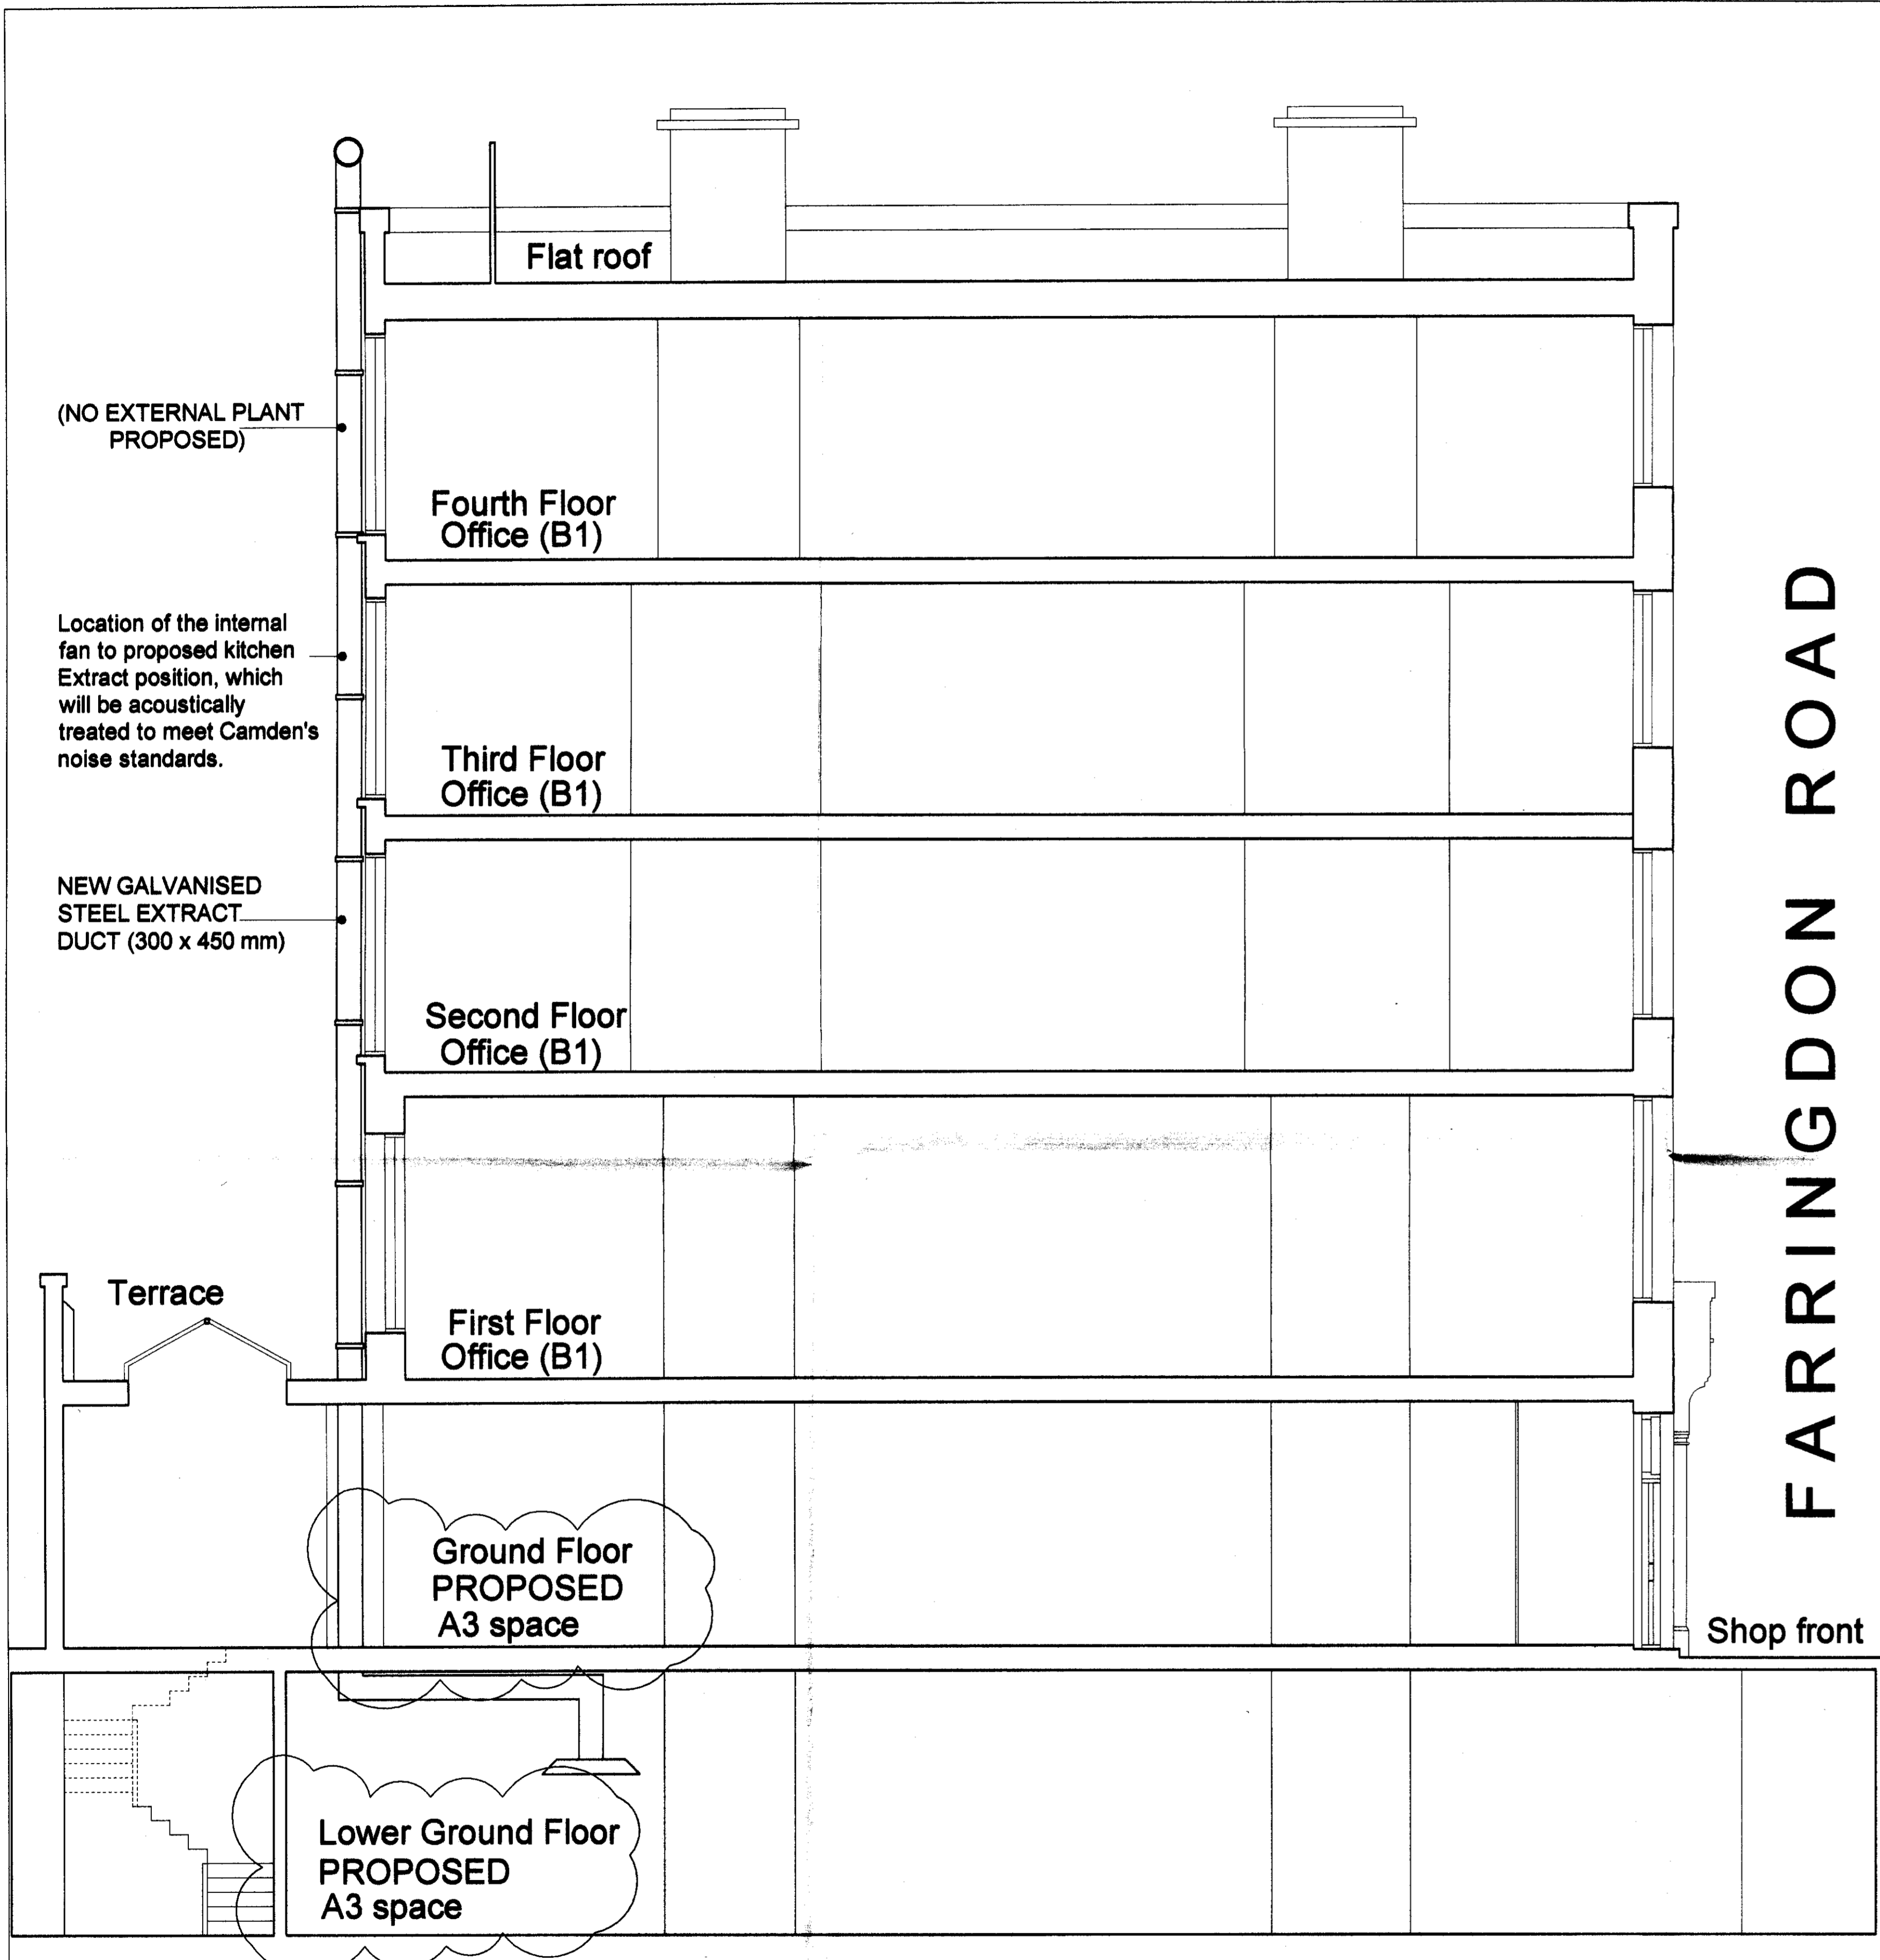 Flat roof
(NO EXTERNAL PLANT
PROPOSED)
Fourth Floor
Office (B1)
Location of the internal
fan to proposed kitchen
Extract position, which
will be acoustically
treated to meet Camden's
noise standards.
Third Floor
Office (B1)
NEW GALVANISED
STEEL EXTRACT
DUCT (300 x 450 mm)
Second Floor
Office (B1)
FARRINGDON ROAD
Terrace
First Floor
Office (B1)
Ground Floor
PROPOSED
A3 space
Shop front
Lower Ground Floor
PROPOSED
A3 space